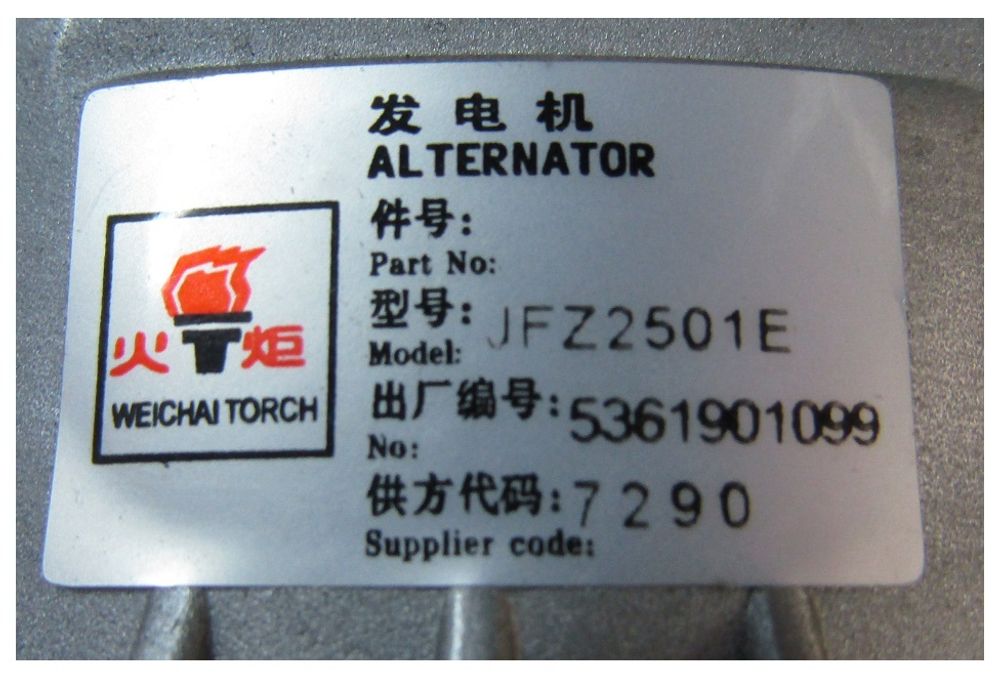 发电机
ALTERNATOR
件号:
Part No:
型号: JFZ2501E
Model:
出厂编号: 5361901099
No:
供方代码: 7290
Supplier code:
火炬
WEICHAI TORCH